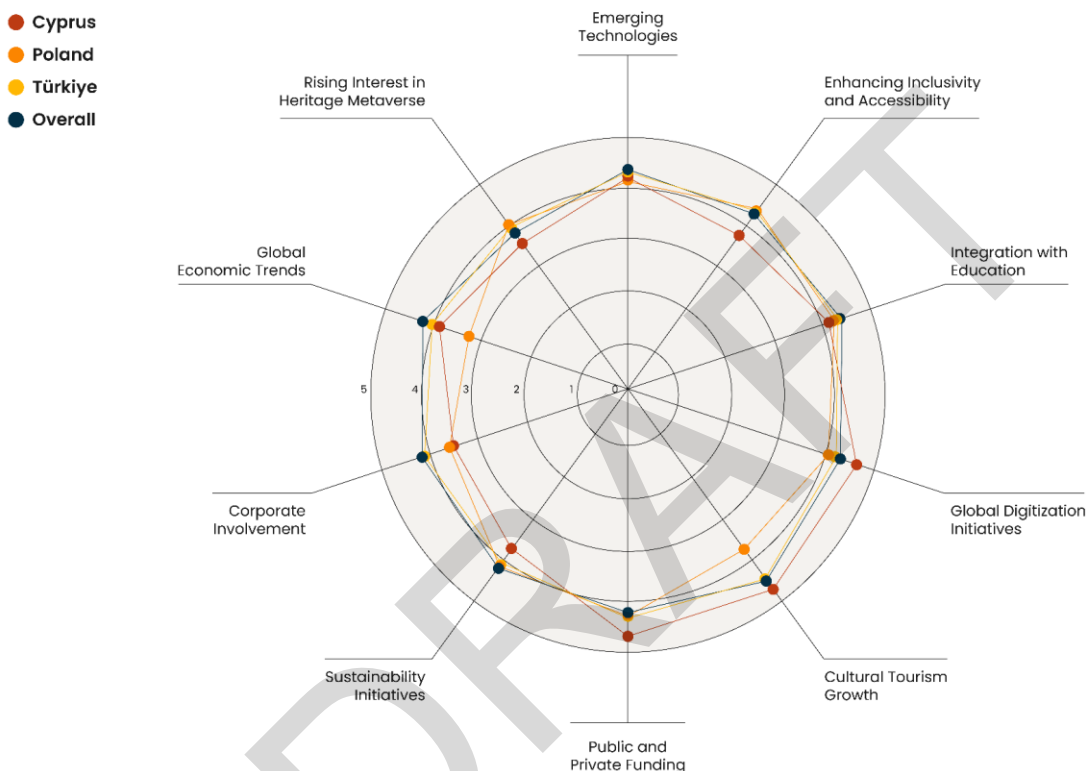 Cyprus
Poland
Türkiye
Overall
Emerging
Technologies
Rising Interest in
Heritage Metaverse
Enhancing Inclusivity
and Accessibility
Global
Economic Trends
Integration with
Education
5 4 3 2 1 0
Corporate
Involvement
Global Digitization
Initiatives
Sustainability
Initiatives
Cultural Tourism
Growth
Public and
Private Funding
DRAFT